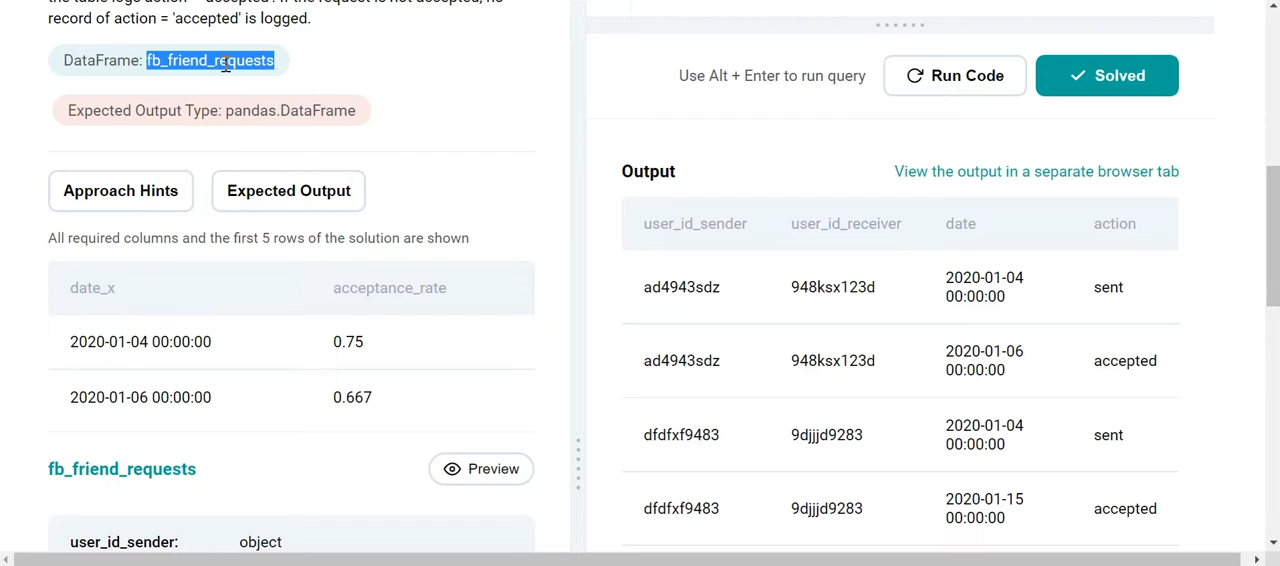 the table logs action = 'accepted'. If the request is not accepted, no
record of action = 'accepted' is logged.
DataFrame: fb_friend_requests
Expected Output Type: pandas.DataFrame
Approach Hints
Expected Output
All required columns and the first 5 rows of the solution are shown
date_x acceptance_rate
2020-01-04 00:00:00 0.75
2020-01-06 00:00:00 0.667
fb_friend_requests
Preview
user_id_sender: object
Use Alt + Enter to run query
Run Code
Solved
Output
View the output in a separate browser tab
user_id_sender user_id_receiver date action
ad4943sdz 948ksx123d 2020-01-04 00:00:00 sent
ad4943sdz 948ksx123d 2020-01-06 00:00:00 accepted
dfdfxf9483 9djjjd9283 2020-01-04 00:00:00 sent
dfdfxf9483 9djjjd9283 2020-01-15 00:00:00 accepted